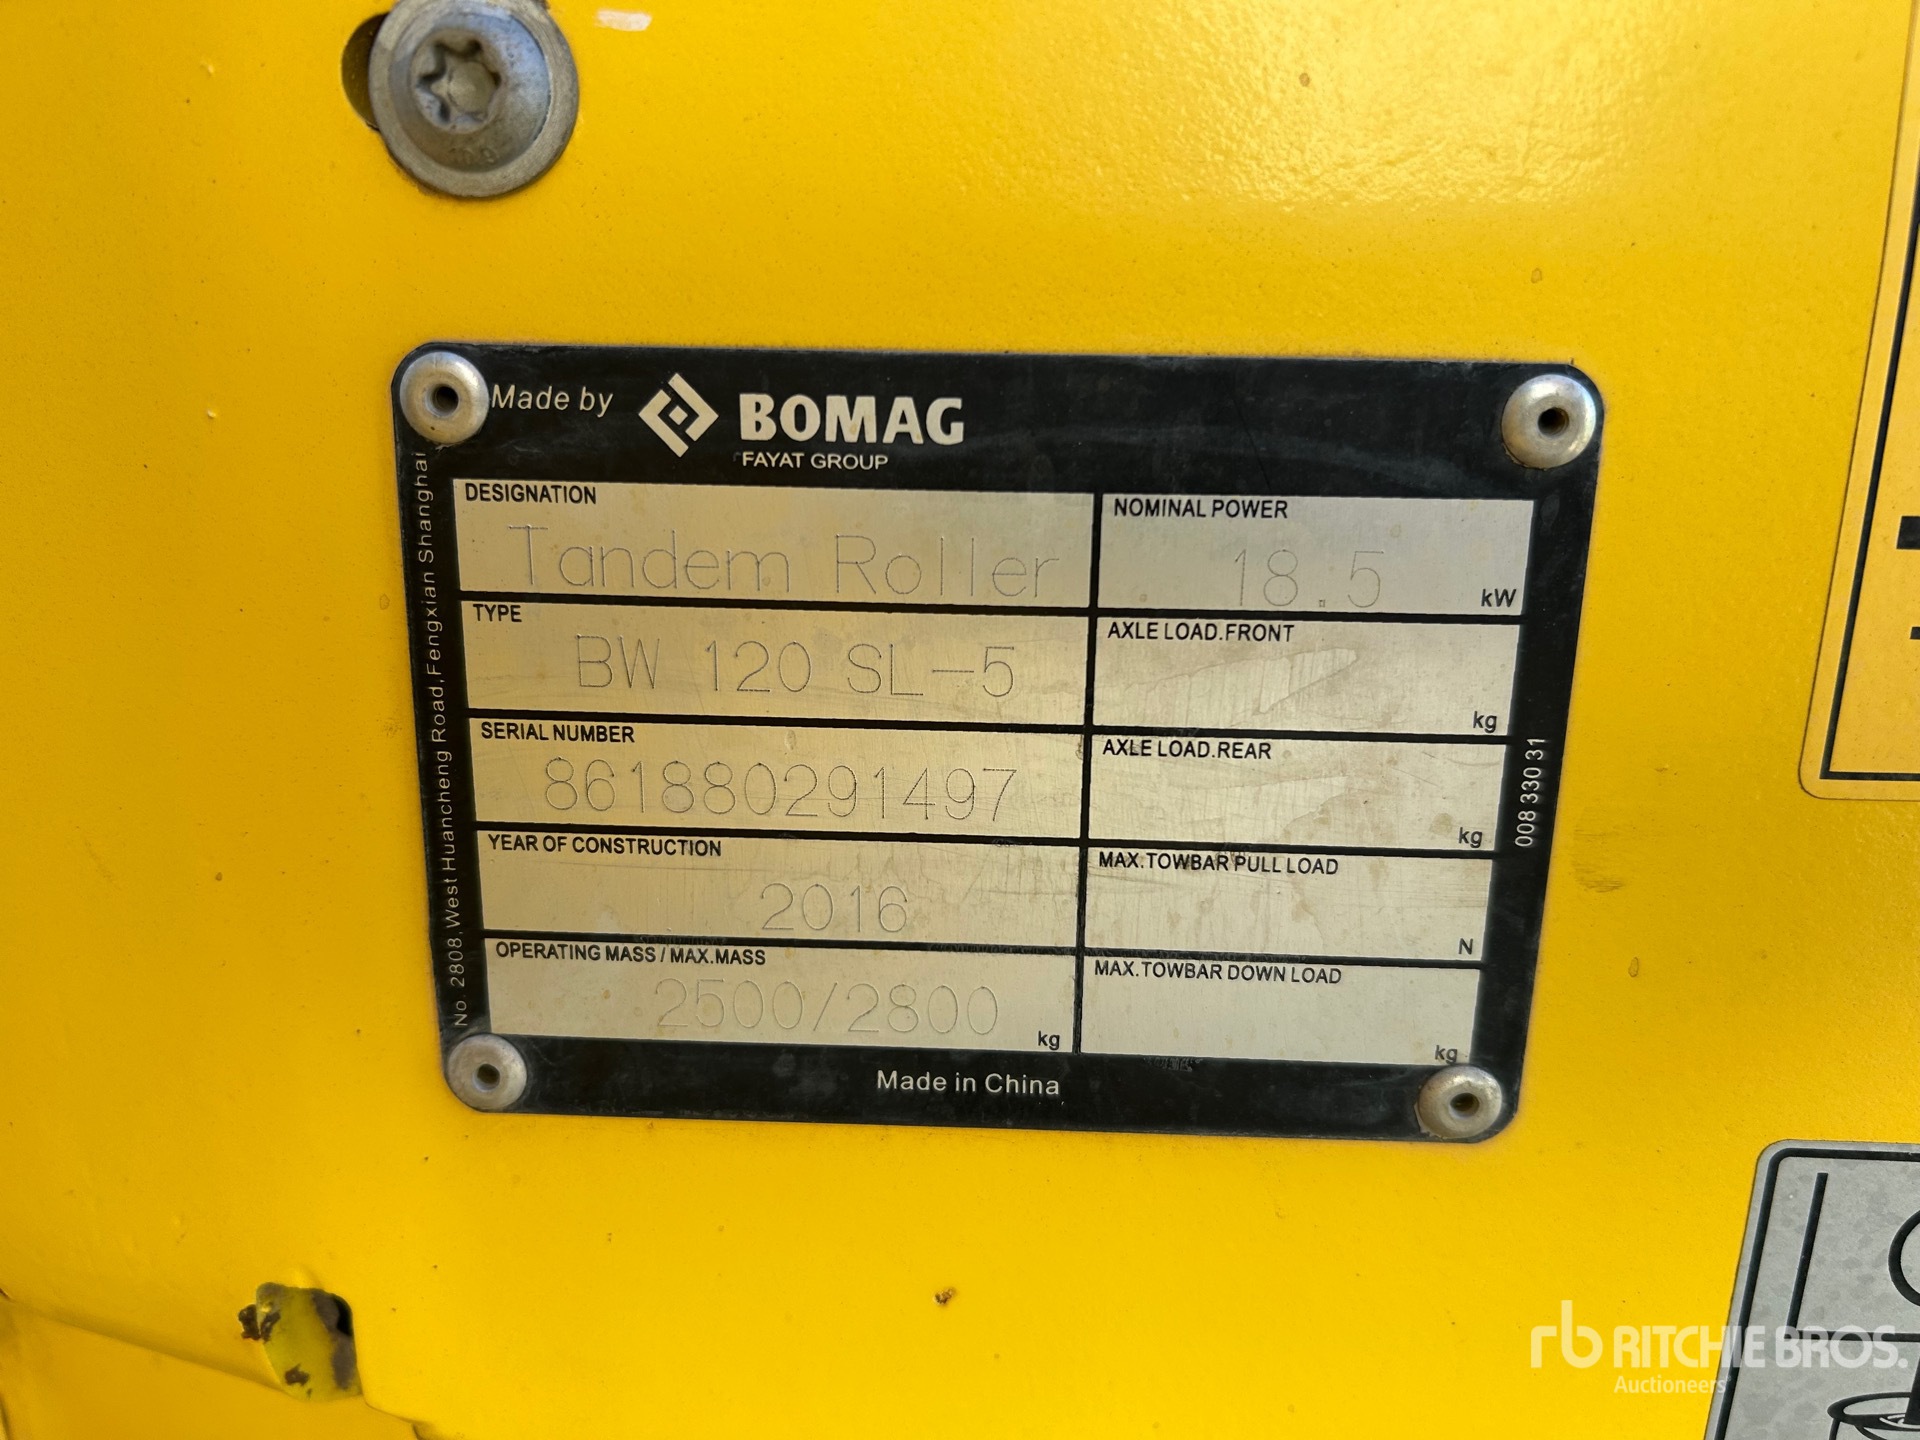 Made by BOMAG
FAYAT GROUP
DESIGNATION
Tandem Roller
NOMINAL POWER
18.5 kW
TYPE
BW 120 SL-5
AXLE LOAD.FRONT
kg
SERIAL NUMBER
861880291497
AXLE LOAD.REAR
kg
YEAR OF CONSTRUCTION
2016
MAX.TOWBAR PULL LOAD
N
OPERATING MASS / MAX.MASS
2500/2800 kg
MAX.TOWBAR DOWN LOAD
kg
Made in China
No. 2808,West Huancheng Road,Fengxian Shanghai
008 330 31
10.9
rb RITCHIE BROS.
Auctioneers